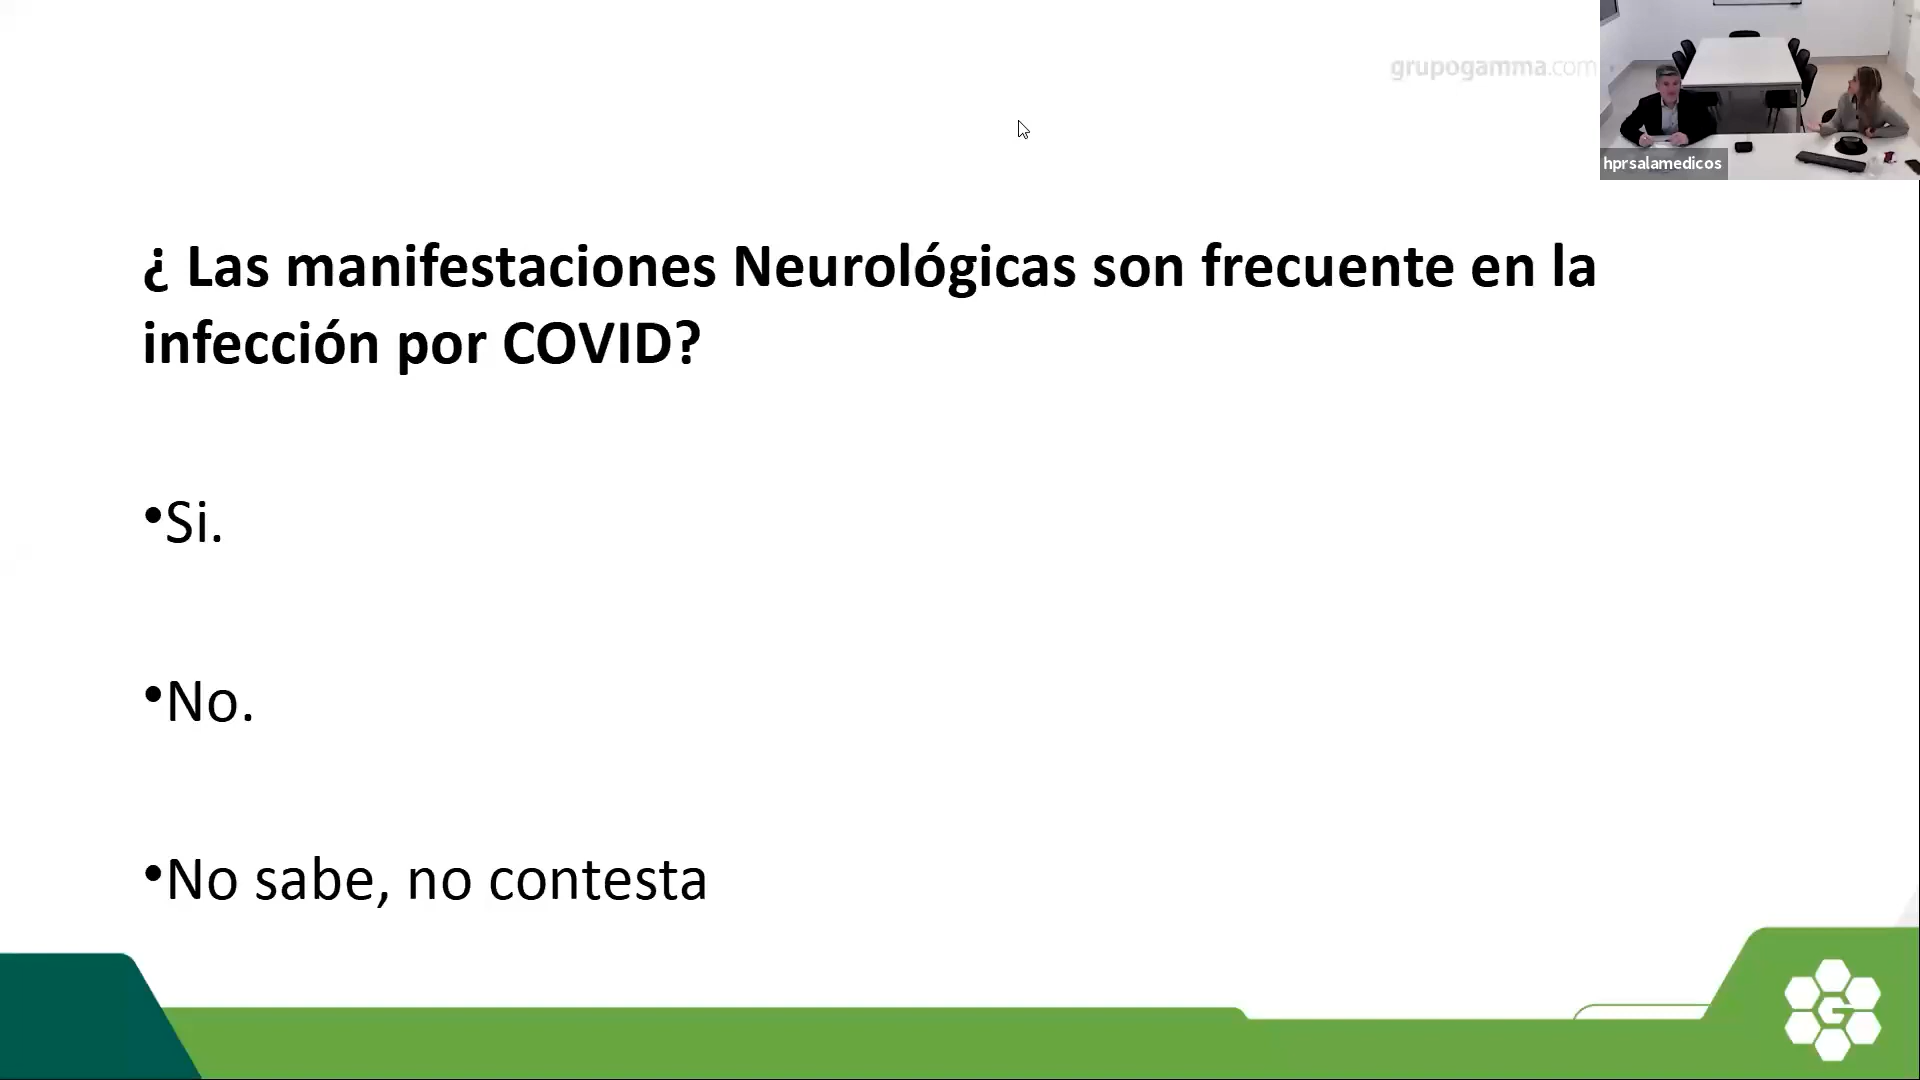 grupogamma.com
hprsalamedicos
¿ Las manifestaciones Neurológicas son frecuente en la
infección por COVID?
•Si.
•No.
•No sabe, no contesta
G